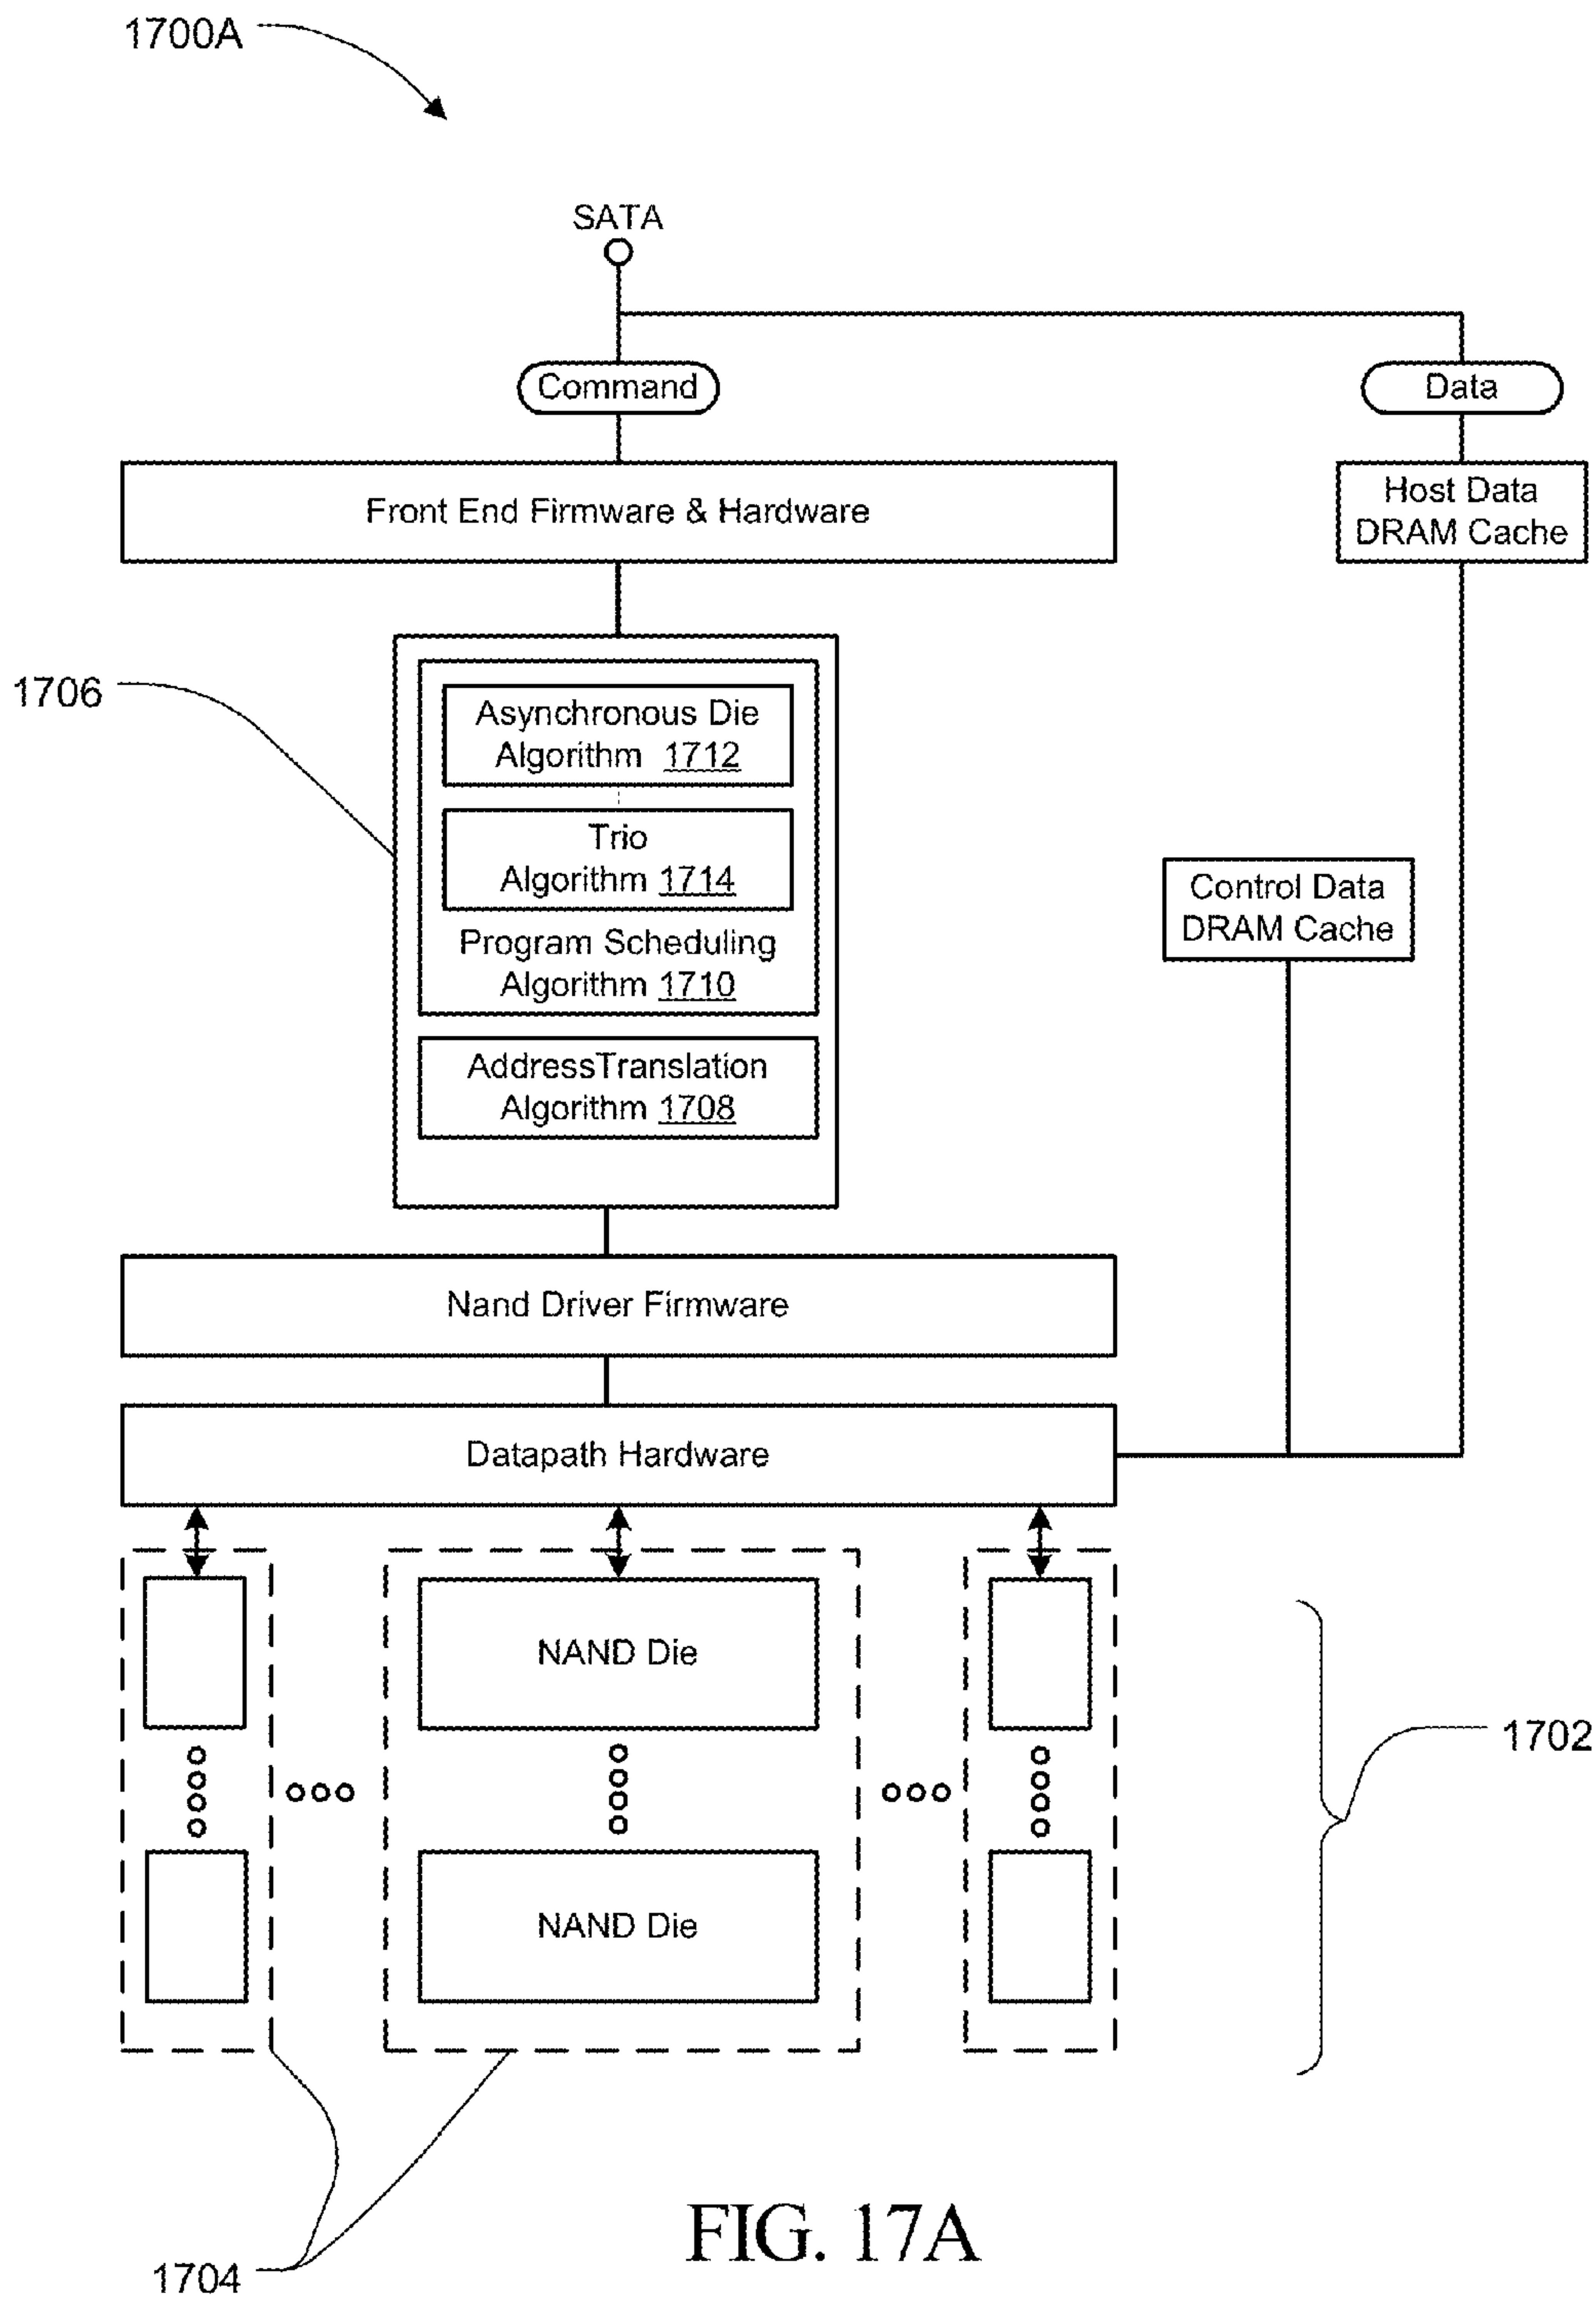 1700A
SATA
Command
Data
Front End Firmware & Hardware
Host Data
DRAM Cache
1706
Asynchronous Die
Algorithm 1712
Trio
Algorithm 1714
Program Scheduling
Algorithm 1710
Control Data
DRAM Cache
AddressTranslation
Algorithm 1708
Nand Driver Firmware
Datapath Hardware
NAND Die
NAND Die
1702
1704
FIG. 17A